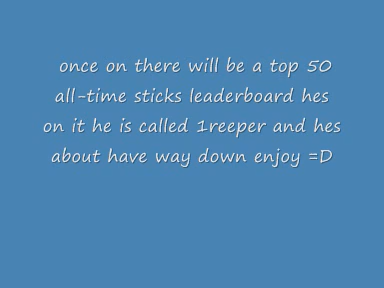 once on there will be a top 50
all-time sticks leaderboard hes
on it he is called 1reeper and hes
about have way down enjoy =D